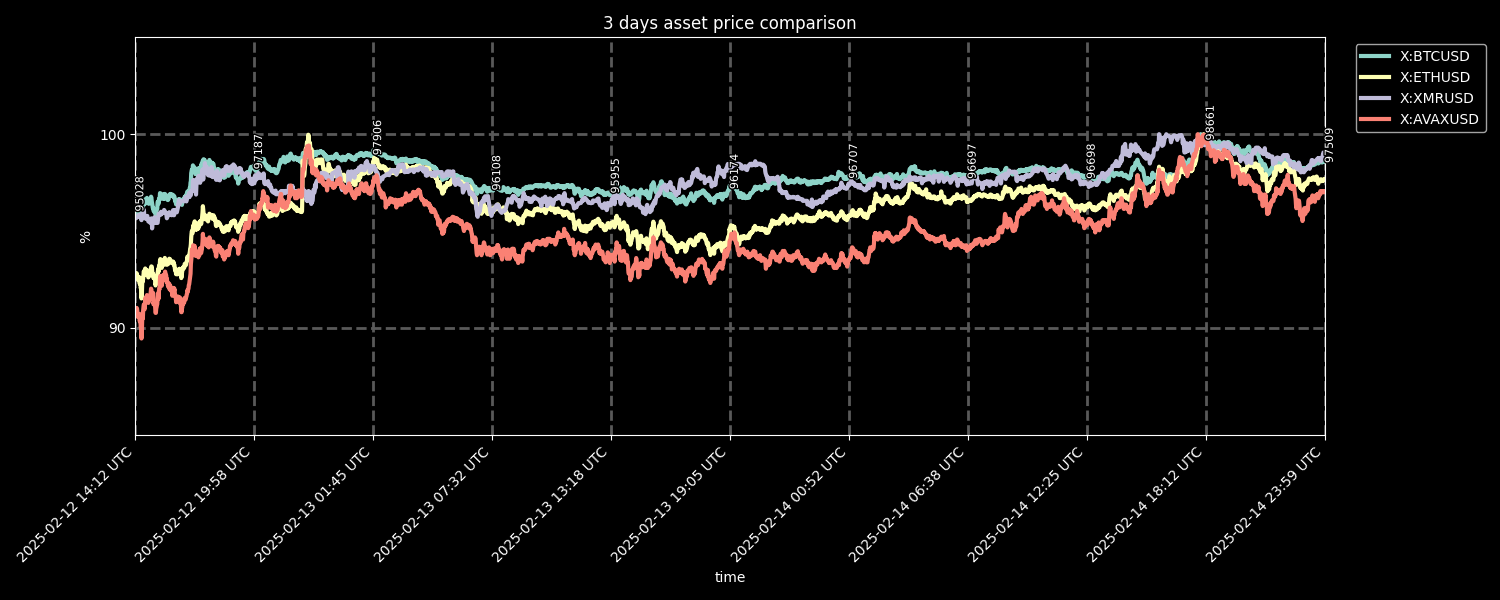 3 days asset price comparison
X:BTCUSD
X:ETHUSD
X:XMRUSD
X:AVAXUSD
100
90
%
95028
97187
97906
96108
95955
96174
96707
96697
96698
98661
97509
2025-02-12 14:12 UTC
2025-02-12 19:58 UTC
2025-02-13 01:45 UTC
2025-02-13 07:32 UTC
2025-02-13 13:18 UTC
2025-02-13 19:05 UTC
2025-02-14 00:52 UTC
2025-02-14 06:38 UTC
2025-02-14 12:25 UTC
2025-02-14 18:12 UTC
2025-02-14 23:59 UTC
time